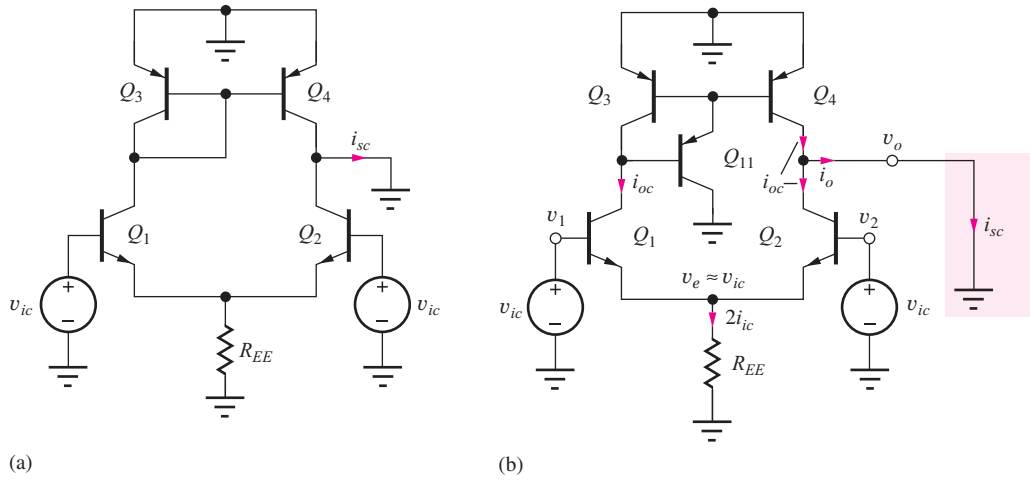 Q3
Q4
isc
Q1
Q2
vic
vic
REE
(a)
Q3
Q4
Q11
vo
ioc
ioc
io
v1
v2
Q1
Q2
isc
ve ≈ vic
vic
vic
2iic
REE
(b)